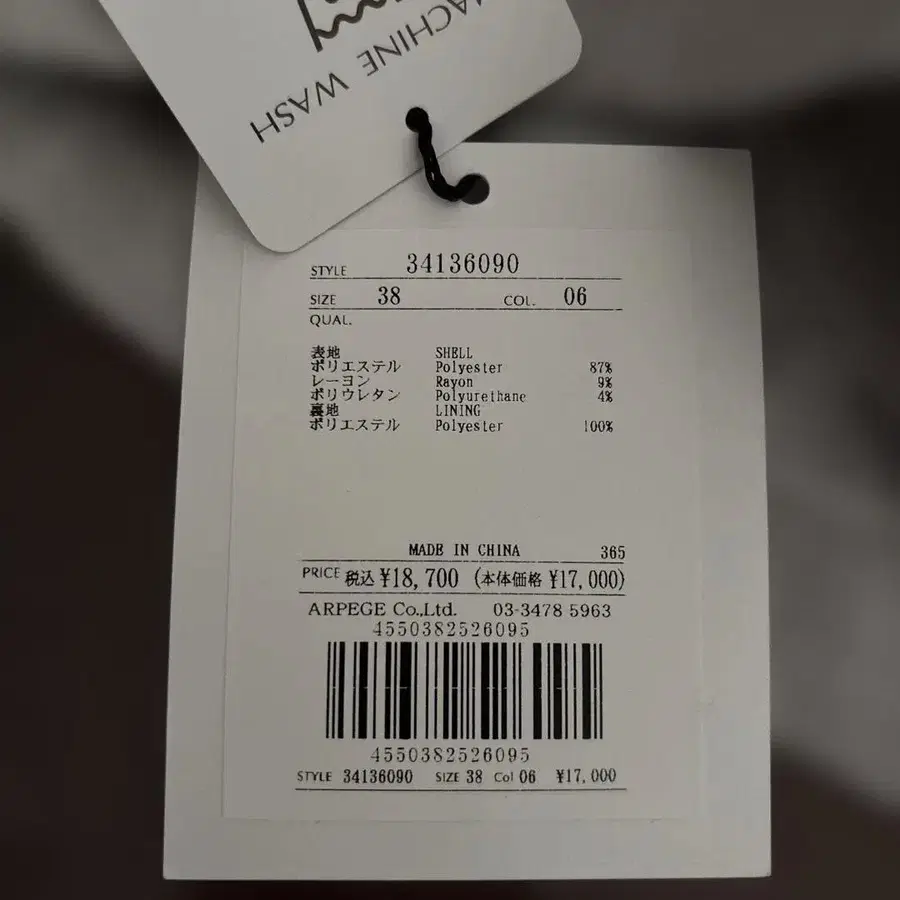 MACHINE WASH
STYLE 34136090
SIZE 38 COL. 06
QUAL.
表地 SHELL
ポリエステル Polyester 87%
レーヨン Rayon 9%
ポリウレタン Polyurethane 4%
裏地 LINING
ポリエステル Polyester 100%
MADE IN CHINA 365
PRICE 税込 ¥18,700 (本体価格 ¥17,000)
ARPEGE Co.,Ltd. 03-3478 5963
4550382526095
4550382526095
STYLE 34136090 SIZE 38 Col 06 ¥17,000